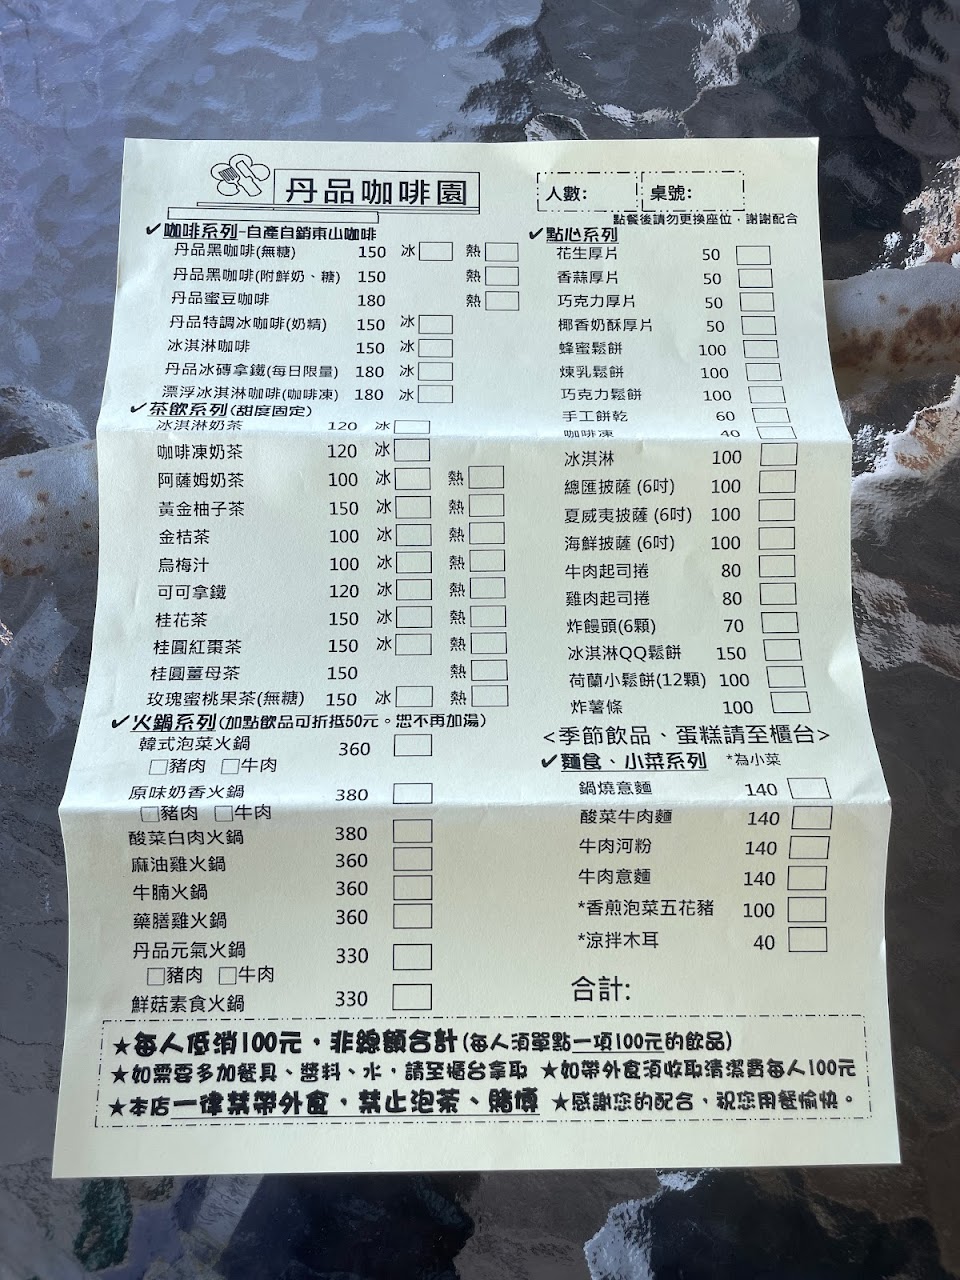 丹品咖啡園
人數:
桌號:
點餐後請勿更換座位，謝謝配合
✓咖啡系列-自產自銷東山咖啡
丹品黑咖啡(無糖) 150 冰□ 熱□
丹品黑咖啡(附鮮奶、糖) 150 熱□
丹品蜜豆咖啡 180 熱□
丹品特調冰咖啡(奶精) 150 冰□
冰淇淋咖啡 150 冰□
丹品冰磚拿鐵(每日限量) 180 冰□
漂浮冰淇淋咖啡(咖啡凍) 180 冰□
✓茶飲系列(甜度固定)
冰淇淋奶茶 120 冰□
咖啡凍奶茶 120 冰□
阿薩姆奶茶 100 冰□ 熱□
黃金柚子茶 150 冰□ 熱□
金桔茶 100 冰□ 熱□
烏梅汁 100 冰□ 熱□
可可拿鐵 120 冰□ 熱□
桂花茶 150 冰□ 熱□
桂圓紅棗茶 150 冰□ 熱□
桂圓薑母茶 150 熱□
玫瑰蜜桃果茶(無糖) 150 冰□ 熱□
✓火鍋系列(加點飲品可折抵50元。恕不再加湯)
韓式泡菜火鍋 360 □
□豬肉 □牛肉
原味奶香火鍋 380 □
□豬肉 □牛肉
酸菜白肉火鍋 380 □
麻油雞火鍋 360 □
牛腩火鍋 360 □
藥膳雞火鍋 360 □
丹品元氣火鍋 330 □
□豬肉 □牛肉
鮮菇素食火鍋 330 □
✓點心系列
花生厚片 50 □
香蒜厚片 50 □
巧克力厚片 50 □
椰香奶酥厚片 50 □
蜂蜜鬆餅 100 □
煉乳鬆餅 100 □
巧克力鬆餅 100 □
手工餅乾 60 □
咖啡凍 40 □
冰淇淋 100 □
總匯披薩 (6吋) 100 □
夏威夷披薩 (6吋) 100 □
海鮮披薩 (6吋) 100 □
牛肉起司捲 80 □
雞肉起司捲 80 □
炸饅頭(6顆) 70 □
冰淇淋QQ鬆餅 150 □
荷蘭小鬆餅(12顆) 100 □
炸薯條 100 □
<季節飲品、蛋糕請至櫃台>
✓麵食、小菜系列 *為小菜
鍋燒意麵 140 □
酸菜牛肉麵 140 □
牛肉河粉 140 □
牛肉意麵 140 □
*香煎泡菜五花豬 100 □
*涼拌木耳 40 □
合計:
★每人低消100元，非總額合計(每人須單點一項100元的飲品)
★如需要多加餐具、醬料、水，請至櫃台拿取 ★如帶外食須收取清潔費每人100元
★本店一律禁帶外食，禁止泡茶、賭博 ★感謝您的配合，祝您用餐愉快。